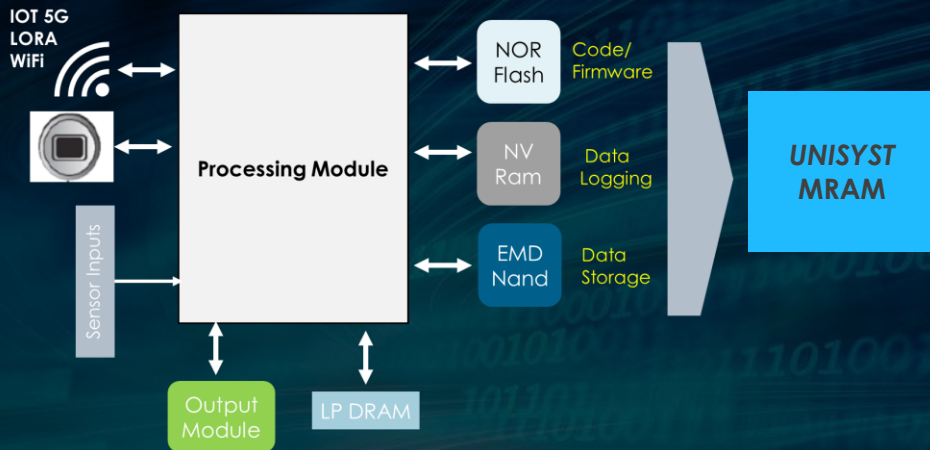 IOT 5G
LORA
WiFi
Processing Module
Sensor Inputs
Output
Module
LP DRAM
NOR
Flash
Code/
Firmware
NV
Ram
Data
Logging
EMD
Nand
Data
Storage
UNISYST
MRAM